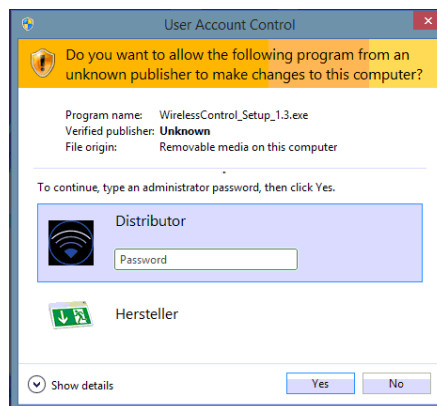 User Account Control
Do you want to allow the following program from an
unknown publisher to make changes to this computer?
Program name: WirelessControl_Setup_1.3.exe
Verified publisher: Unknown
File origin: Removable media on this computer
To continue, type an administrator password, then click Yes.
Distributor
Password
Hersteller
Show details
Yes No